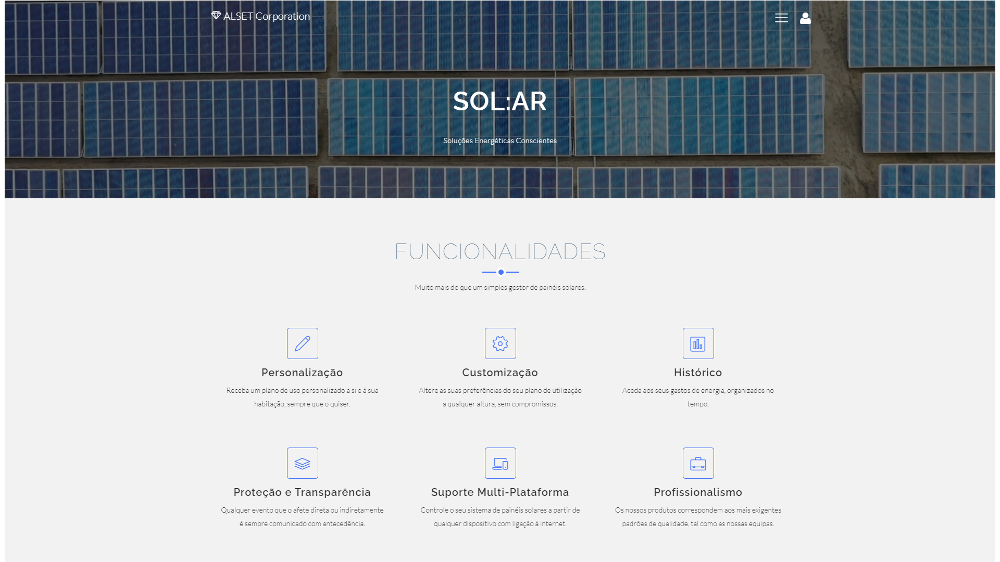 ALSET Corporation
SOL:AR
Soluções Energéticas Conscientes
FUNCIONALIDADES
Muito mais do que um simples gestor de painéis solares.
Personalização
Receba um plano de uso personalizado a si e à sua
habitação, sempre que o quiser.
Customização
Altere as suas preferências do seu plano de utilização
a qualquer altura, sem compromissos.
Histórico
Aceda aos seus gastos de energia, organizados no
tempo.
Proteção e Transparência
Qualquer evento que o afete direta ou indiretamente
é sempre comunicado com antecedência.
Suporte Multi-Plataforma
Controle o seu sistema de painéis solares a partir de
qualquer dispositivo com ligação à internet.
Profissionalismo
Os nossos produtos correspondem aos mais exigentes
padrões de qualidade, tal como as nossas equipas.